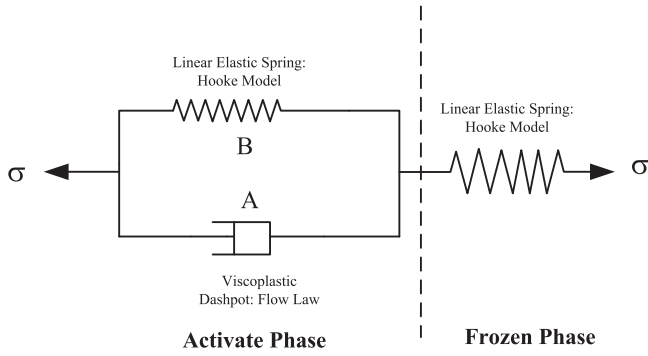 Linear Elastic Spring:
Hooke Model
B
Linear Elastic Spring:
Hooke Model
σ
σ
A
Viscoplastic
Dashpot: Flow Law
Activate Phase
Frozen Phase